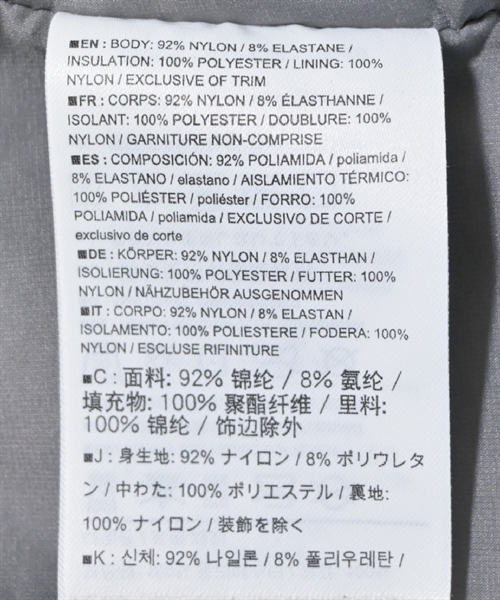 EN : BODY: 92% NYLON / 8% ELASTANE /
INSULATION: 100% POLYESTER / LINING: 100%
NYLON / EXCLUSIVE OF TRIM
FR : CORPS: 92% NYLON / 8% ÉLASTHANNE /
ISOLANT: 100% POLYESTER / DOUBLURE: 100%
NYLON / GARNITURE NON-COMPRISE
ES : COMPOSICIÓN: 92% POLIAMIDA / poliamida /
8% ELASTANO / elastano / AISLAMIENTO TÉRMICO:
100% POLIÉSTER / poliéster / FORRO: 100%
POLIAMIDA / poliamida / EXCLUSIVO DE CORTE /
exclusivo de corte
DE : KÖRPER: 92% NYLON / 8% ELASTHAN /
ISOLIERUNG: 100% POLYESTER / FUTTER: 100%
NYLON / NÄHZUBEHÖR AUSGENOMMEN
IT : CORPO: 92% NYLON / 8% ELASTAN /
ISOLAMENTO: 100% POLIESTERE / FODERA: 100%
NYLON / ESCLUSE RIFINITURE
C : 面料: 92% 锦纶 / 8% 氨纶 /
填充物: 100% 聚酯纤维 / 里料:
100% 锦纶 / 饰边除外
J : 身生地: 92% ナイロン / 8% ポリウレタ
ン / 中わた: 100% ポリエステル / 裏地:
100% ナイロン / 装飾を除く
K : 신체: 92% 나일론 / 8% 폴리우레탄 /